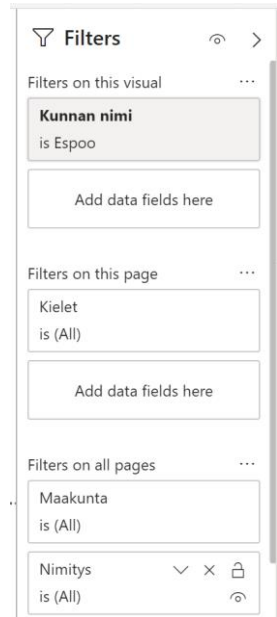 Filters
Filters on this visual
Kunnan nimi
is Espoo
Add data fields here
Filters on this page
Kielet
is (All)
Add data fields here
Filters on all pages
Maakunta
is (All)
Nimitys
is (All)